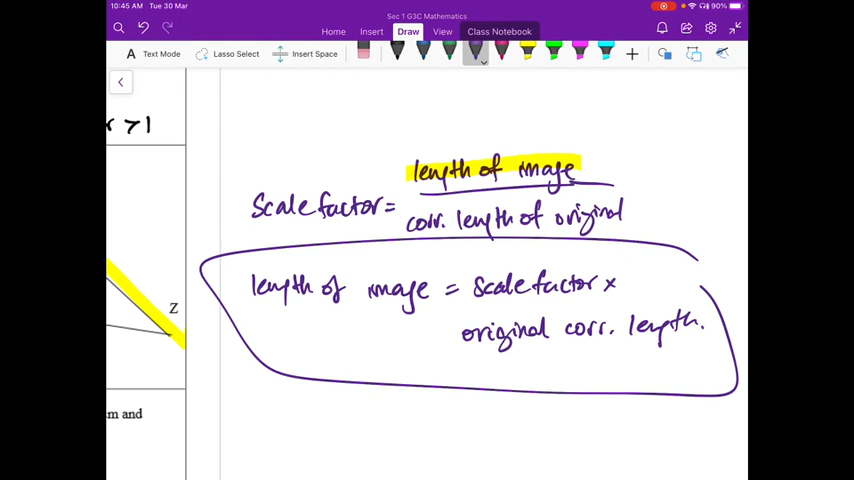 10:45 AM Tue 30 Mar
90%
Sec 1 G3C Mathematics
Home Insert Draw View Class Notebook
A Text Mode Lasso Select Insert Space
>1
Z
length of image
Scale factor =
corr. length of original
length of image = scale factor ×
original corr. length.
m and